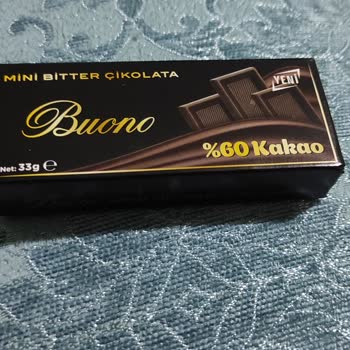 MİNİ BİTTER ÇİKOLATA
YENİ
Buono
%60 Kakao
Net: 33g ℮